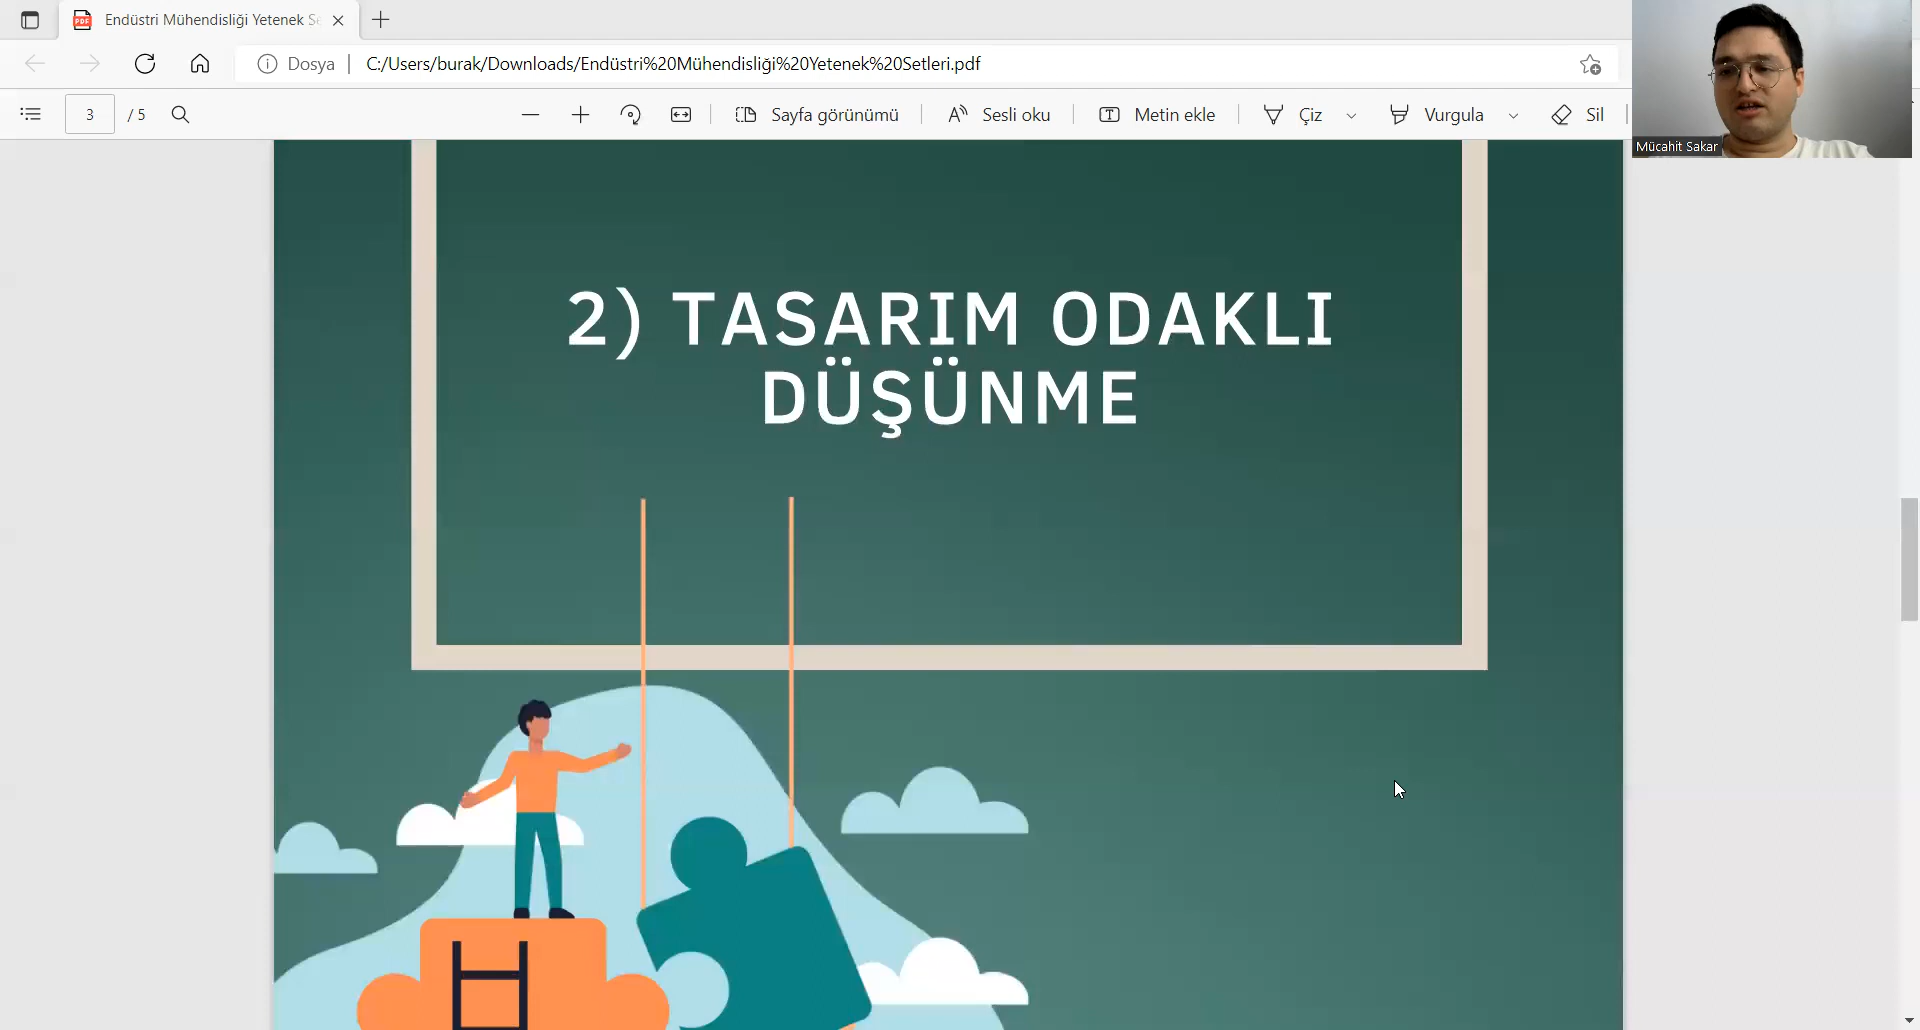 Endüstri Mühendisliği Yetenek Se
Dosya
C:/Users/burak/Downloads/Endüstri%20Mühendisliği%20Yetenek%20Setleri.pdf
3 / 5
Sayfa görünümü
Sesli oku
Metin ekle
Çiz
Vurgula
Sil
Mücahit Sakar
2) TASARIM ODAKLI
DÜŞÜNME